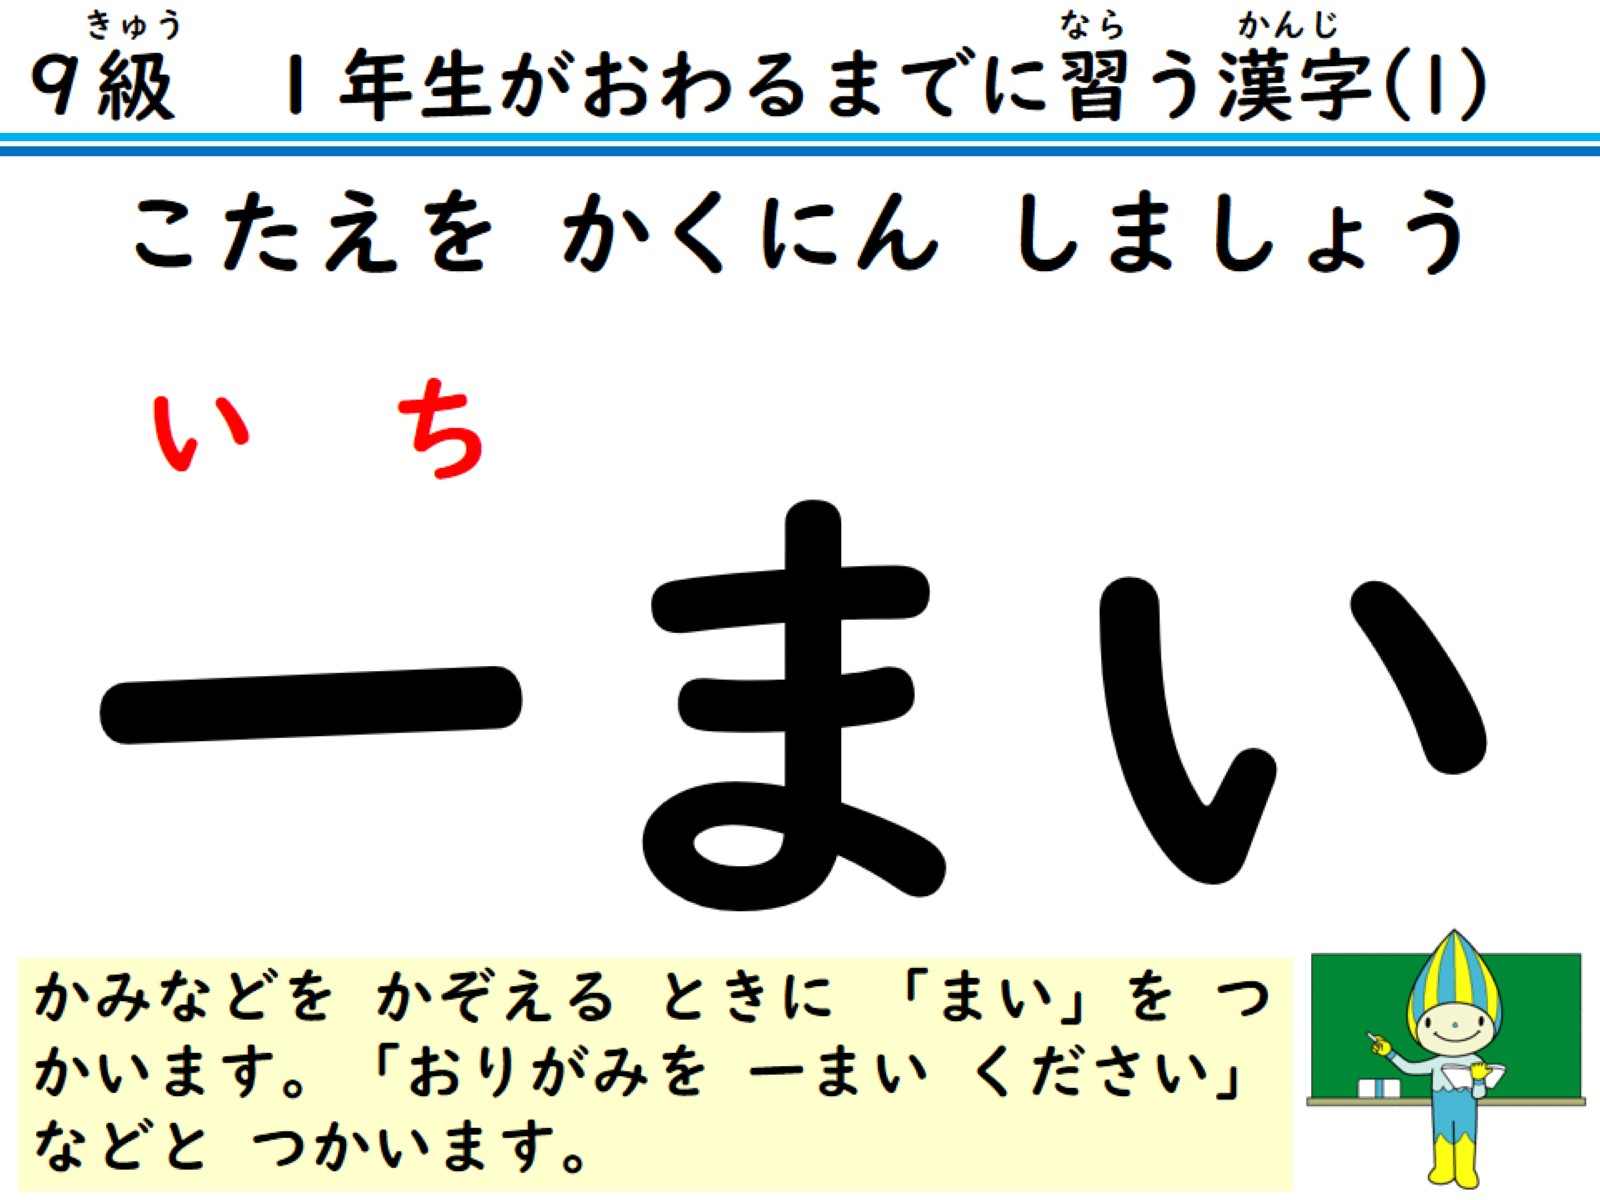 きゅう なら かんじ
9級 1年生がおわるまでに習う漢字(1)
こたえを かくにん しましょう
い ち
一まい
かみなどを かぞえる ときに 「まい」を つ
かいます。「おりがみを 一まい ください」
などと つかいます。